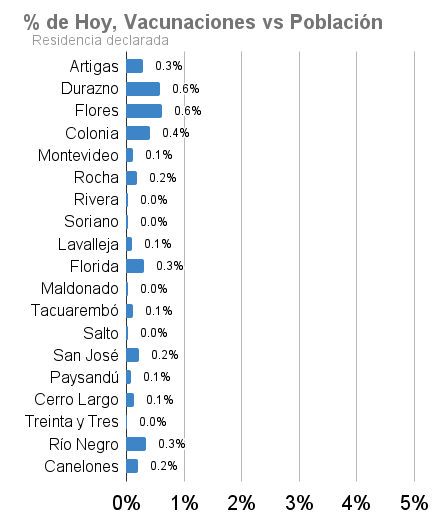 % de Hoy, Vacunaciones vs Población
Residencia declarada
Artigas 0.3%
Durazno 0.6%
Flores 0.6%
Colonia 0.4%
Montevideo 0.1%
Rocha 0.2%
Rivera 0.0%
Soriano 0.0%
Lavalleja 0.1%
Florida 0.3%
Maldonado 0.0%
Tacuarembó 0.1%
Salto 0.0%
San José 0.2%
Paysandú 0.1%
Cerro Largo 0.1%
Treinta y Tres 0.0%
Río Negro 0.3%
Canelones 0.2%
0% 1% 2% 3% 4% 5%